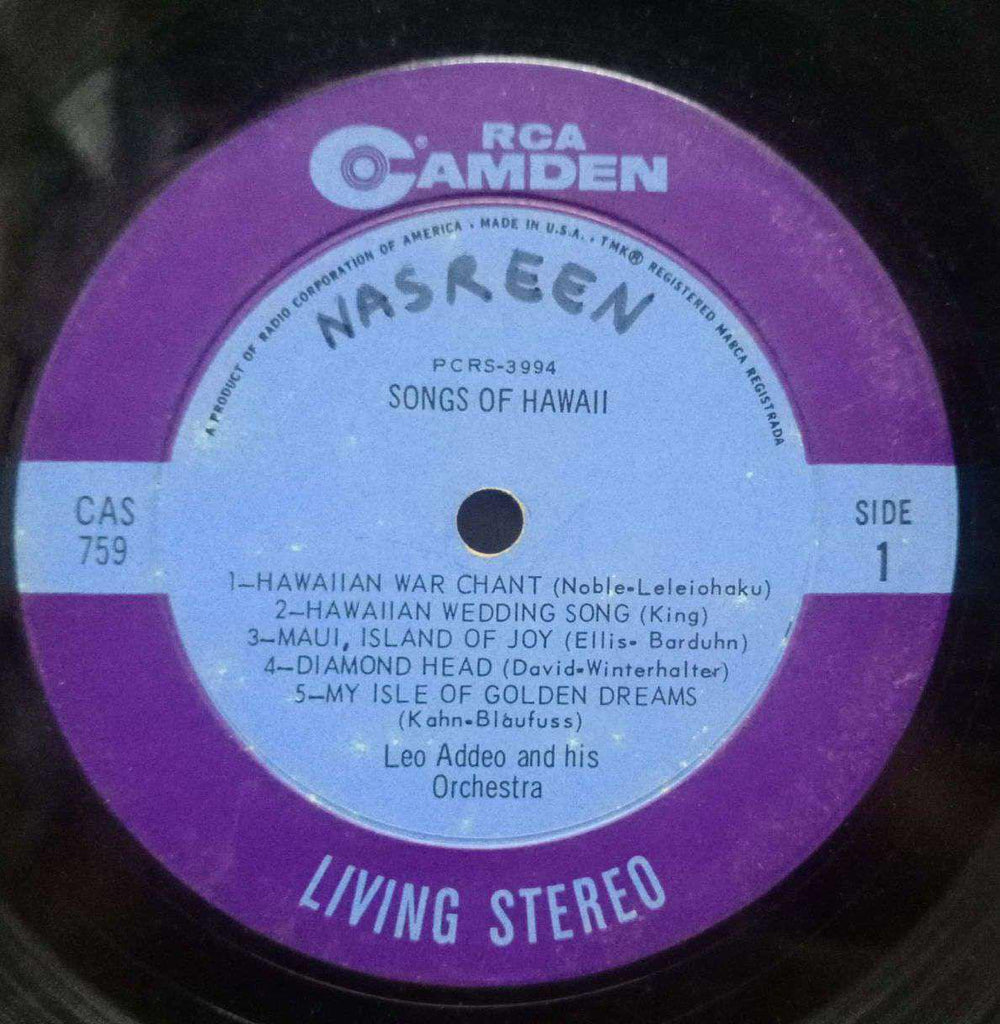 RCA
CAMDEN
A PRODUCT OF RADIO CORPORATION OF AMERICA • MADE IN U.S.A. • TMK® REGISTERED MARCA REGISTRADA
NASREEN
PCRS-3994
SONGS OF HAWAII
CAS
759
SIDE
1
1—HAWAIIAN WAR CHANT (Noble-Leleiohaku)
2—HAWAIIAN WEDDING SONG (King)
3—MAUI, ISLAND OF JOY (Ellis- Barduhn)
4—DIAMOND HEAD (David-Winterhalter)
5—MY ISLE OF GOLDEN DREAMS
(Kahn-Blaufuss)
Leo Addeo and his
Orchestra
LIVING STEREO